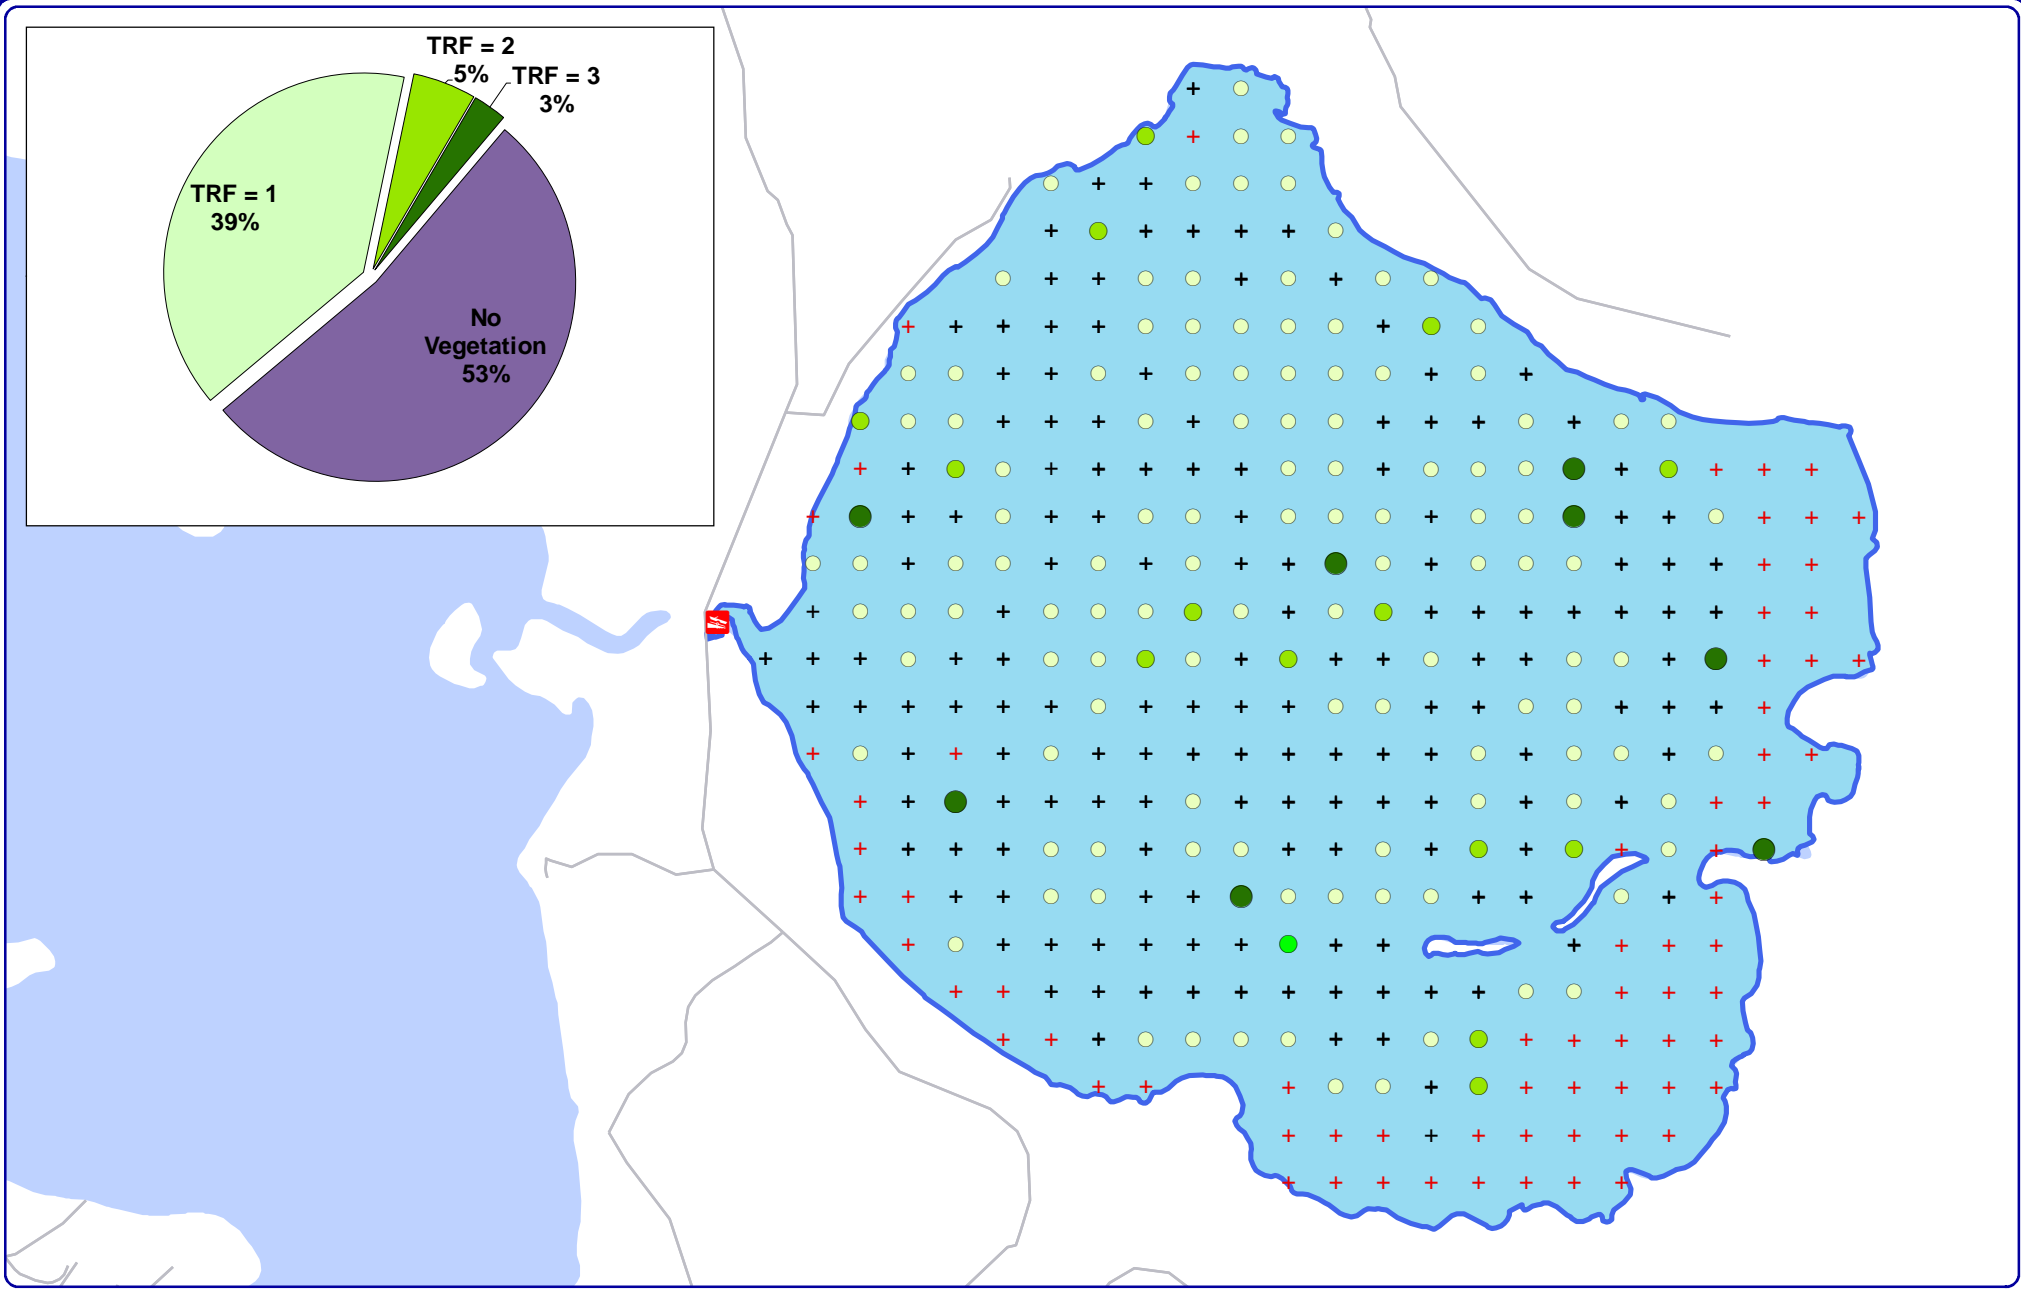 TRF = 2
5%
TRF = 3
3%
TRF = 1
39%
No
Vegetation
53%